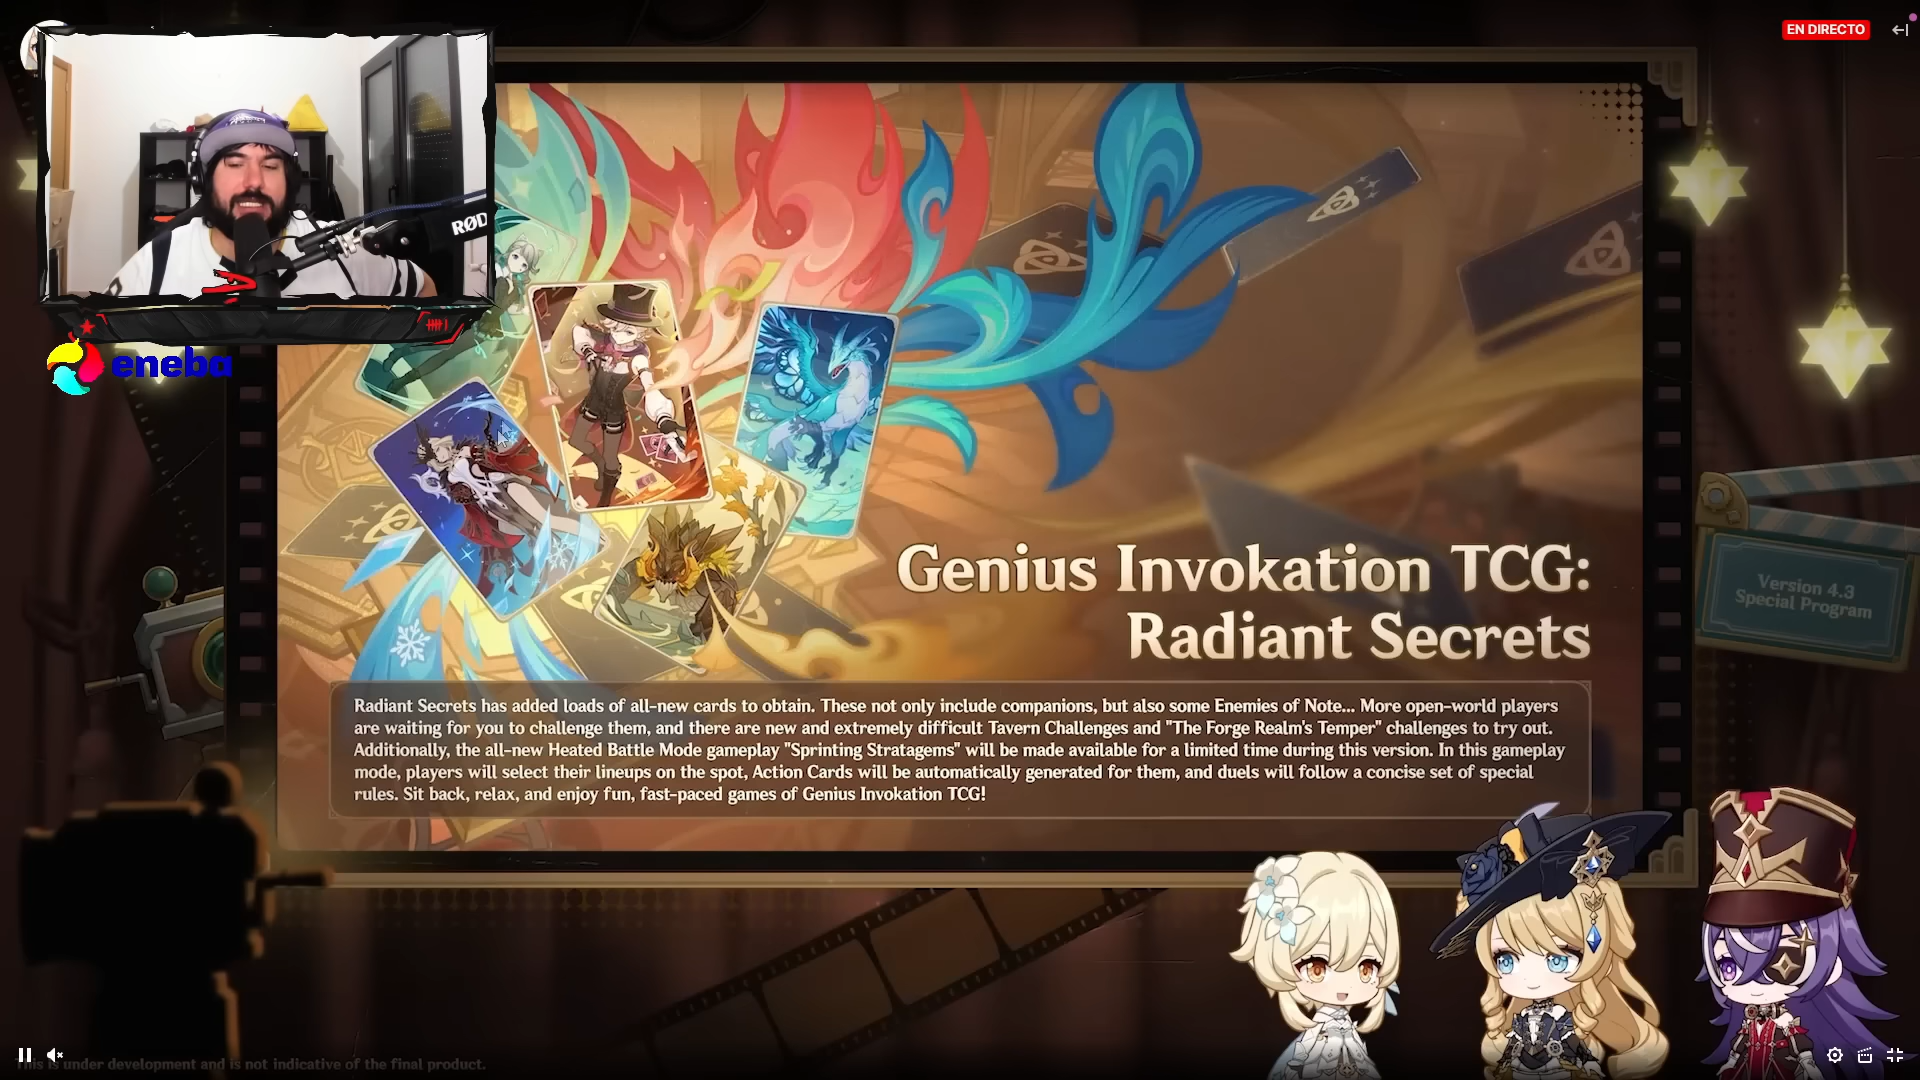 EN DIRECTO
RØD
eneba
Genius Invokation TCG:
Radiant Secrets
Version 4.3
Special Program
Radiant Secrets has added loads of all-new cards to obtain. These not only include companions, but also some Enemies of Note... More open-world players
are waiting for you to challenge them, and there are new and extremely difficult Tavern Challenges and "The Forge Realm's Temper" challenges to try out.
Additionally, the all-new Heated Battle Mode gameplay "Sprinting Stratagems" will be made available for a limited time during this version. In this gameplay
mode, players will select their lineups on the spot, Action Cards will be automatically generated for them, and duels will follow a concise set of special
rules. Sit back, relax, and enjoy fun, fast-paced games of Genius Invokation TCG!
This is under development and is not indicative of the final product.